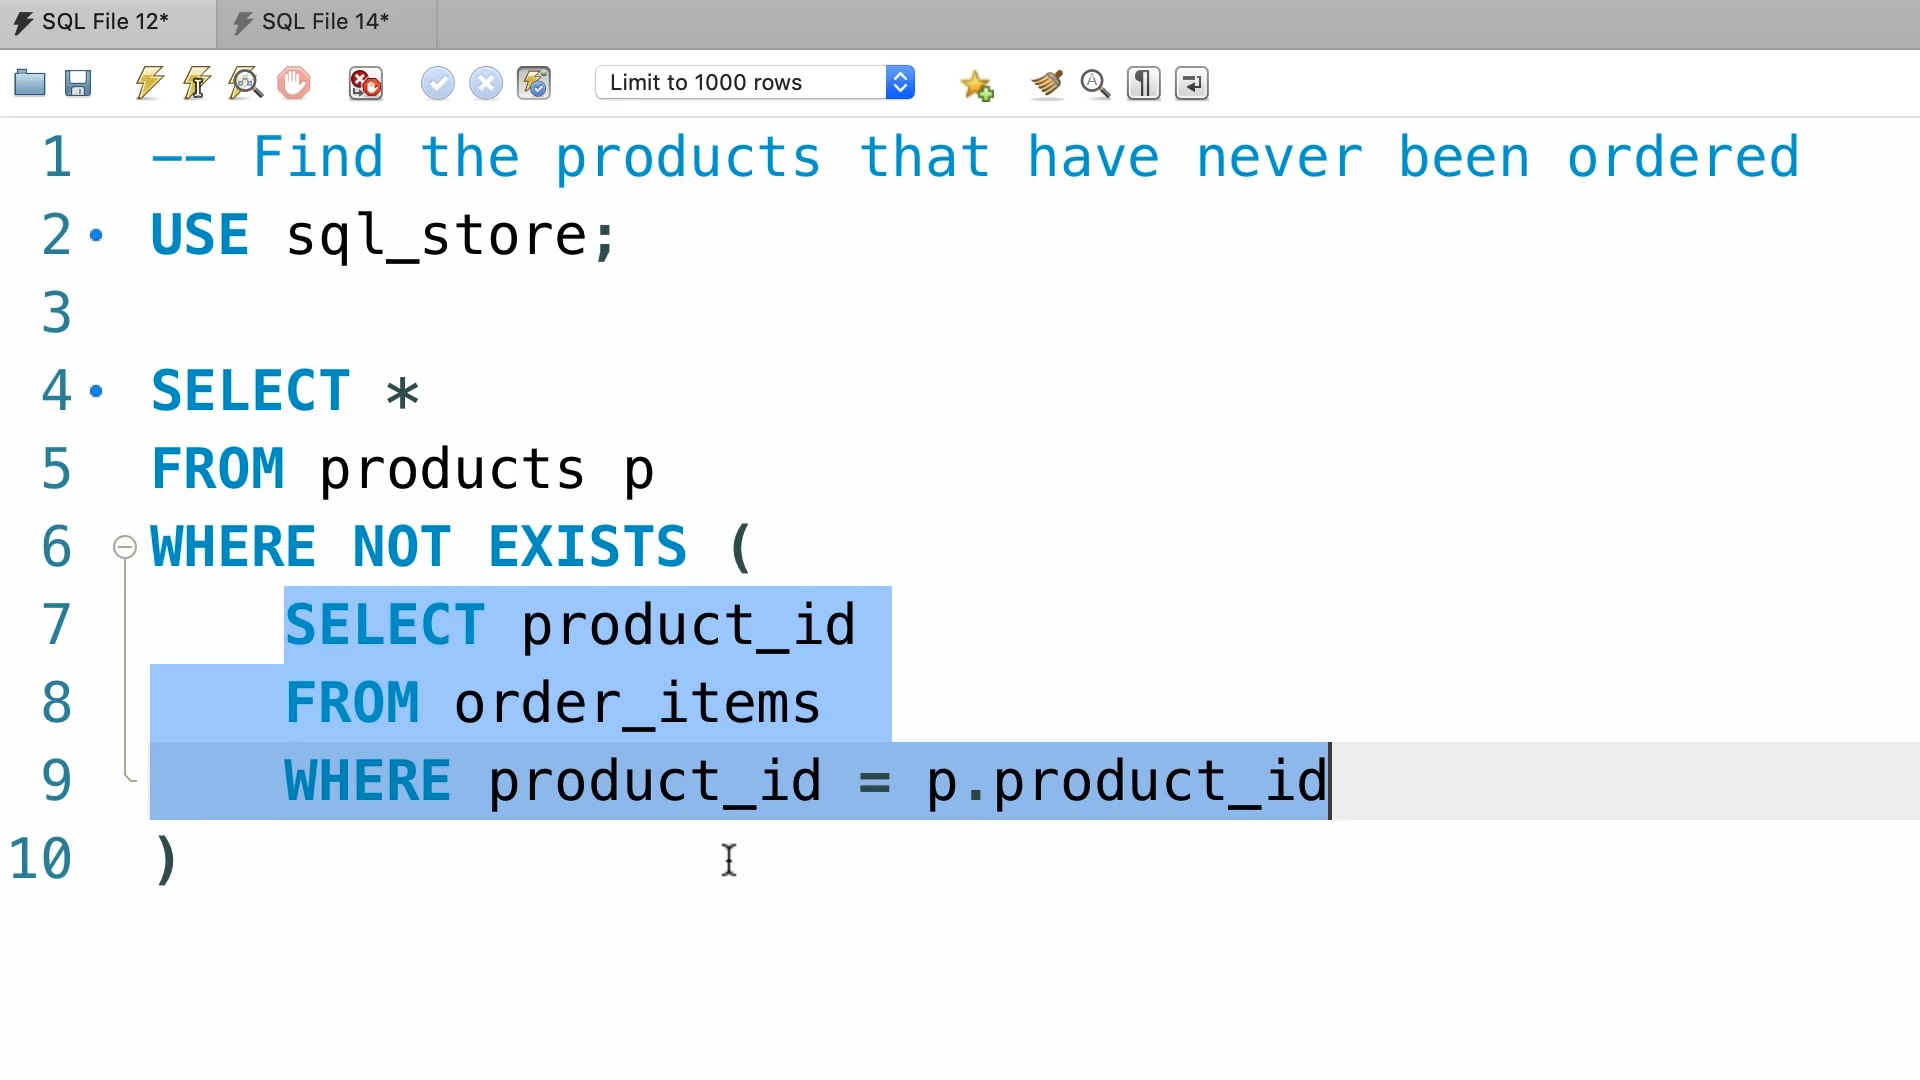 SQL File 12*
SQL File 14*
Limit to 1000 rows
1 -- Find the products that have never been ordered
2 USE sql_store;
3
4 SELECT *
5 FROM products p
6 WHERE NOT EXISTS (
7 SELECT product_id
8 FROM order_items
9 WHERE product_id = p.product_id
10 )